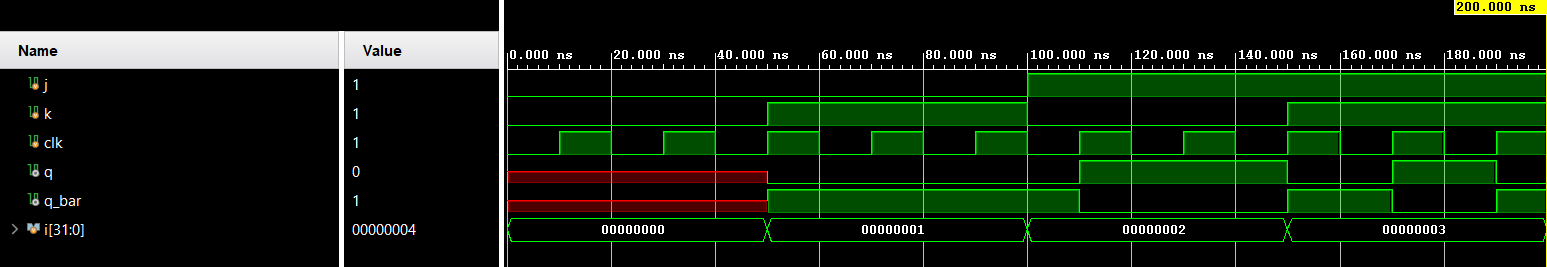 200.000 ns
Name Value
0.000 ns 20.000 ns 40.000 ns 60.000 ns 80.000 ns 100.000 ns 120.000 ns 140.000 ns 160.000 ns 180.000 ns
j 1
k 1
clk 1
q 0
q_bar 1
i[31:0] 00000004 00000000 00000001 00000002 00000003